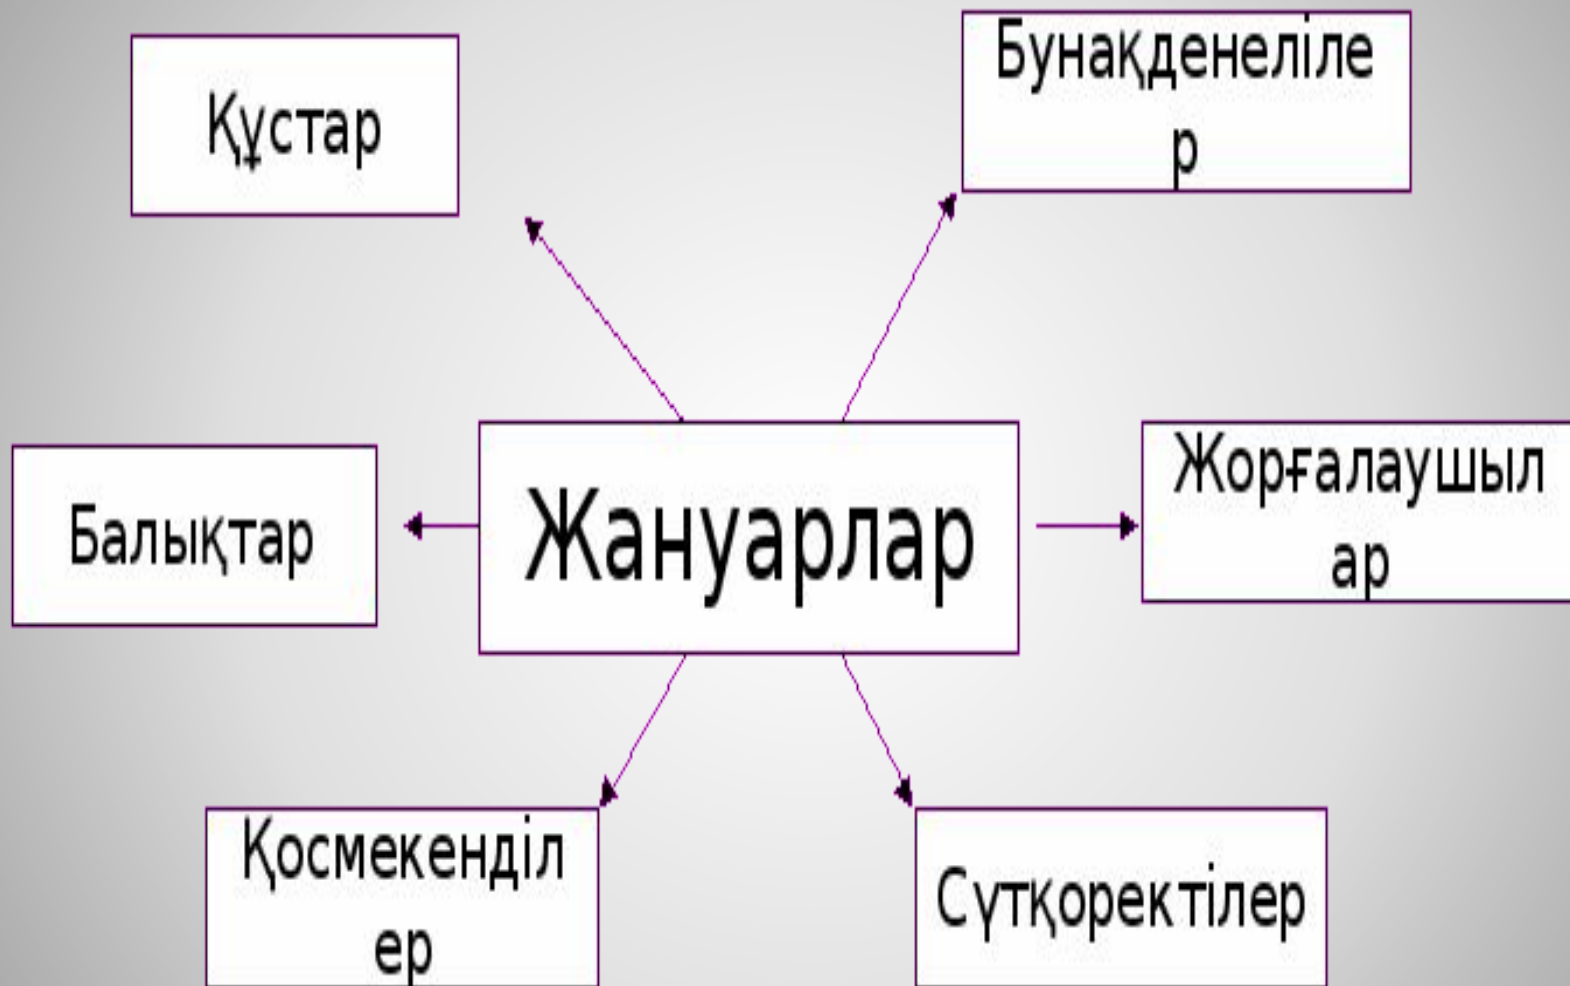 Құстар
Бунақденеліле
р
Балықтар
Жануарлар
Жорғалаушыл
ар
Қосмекенділ
ер
Сүтқоректілер